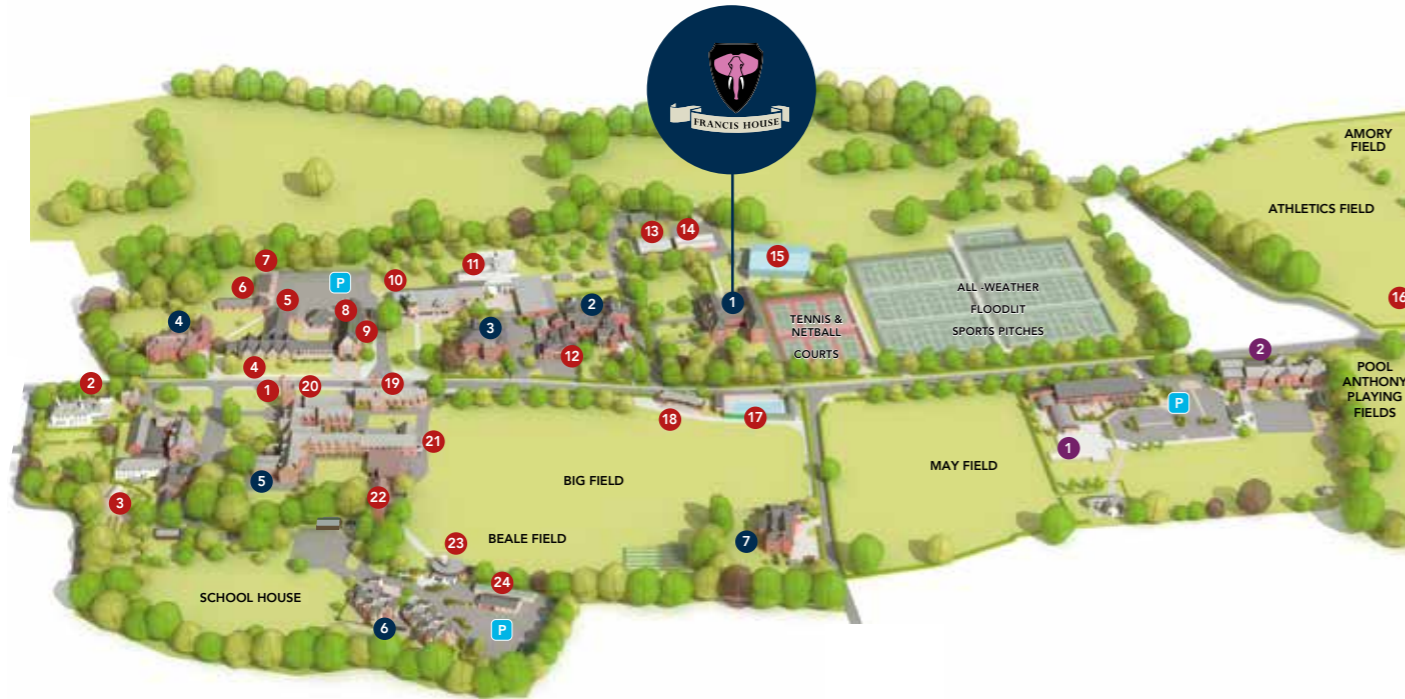 FRANCIS HOUSE
AMORY
FIELD
ATHLETICS FIELD
13
14
15
11
7
10
P
6
5
8
9
4
3
2
1
12
16
ALL -WEATHER
FLOODLIT
SPORTS PITCHES
TENNIS &
NETBALL
COURTS
2
4
2
1
20
19
18
17
P
POOL
ANTHONY
PLAYING
FIELDS
21
5
22
3
1
MAY FIELD
BIG FIELD
BEALE FIELD
7
23
24
SCHOOL HOUSE
6
P